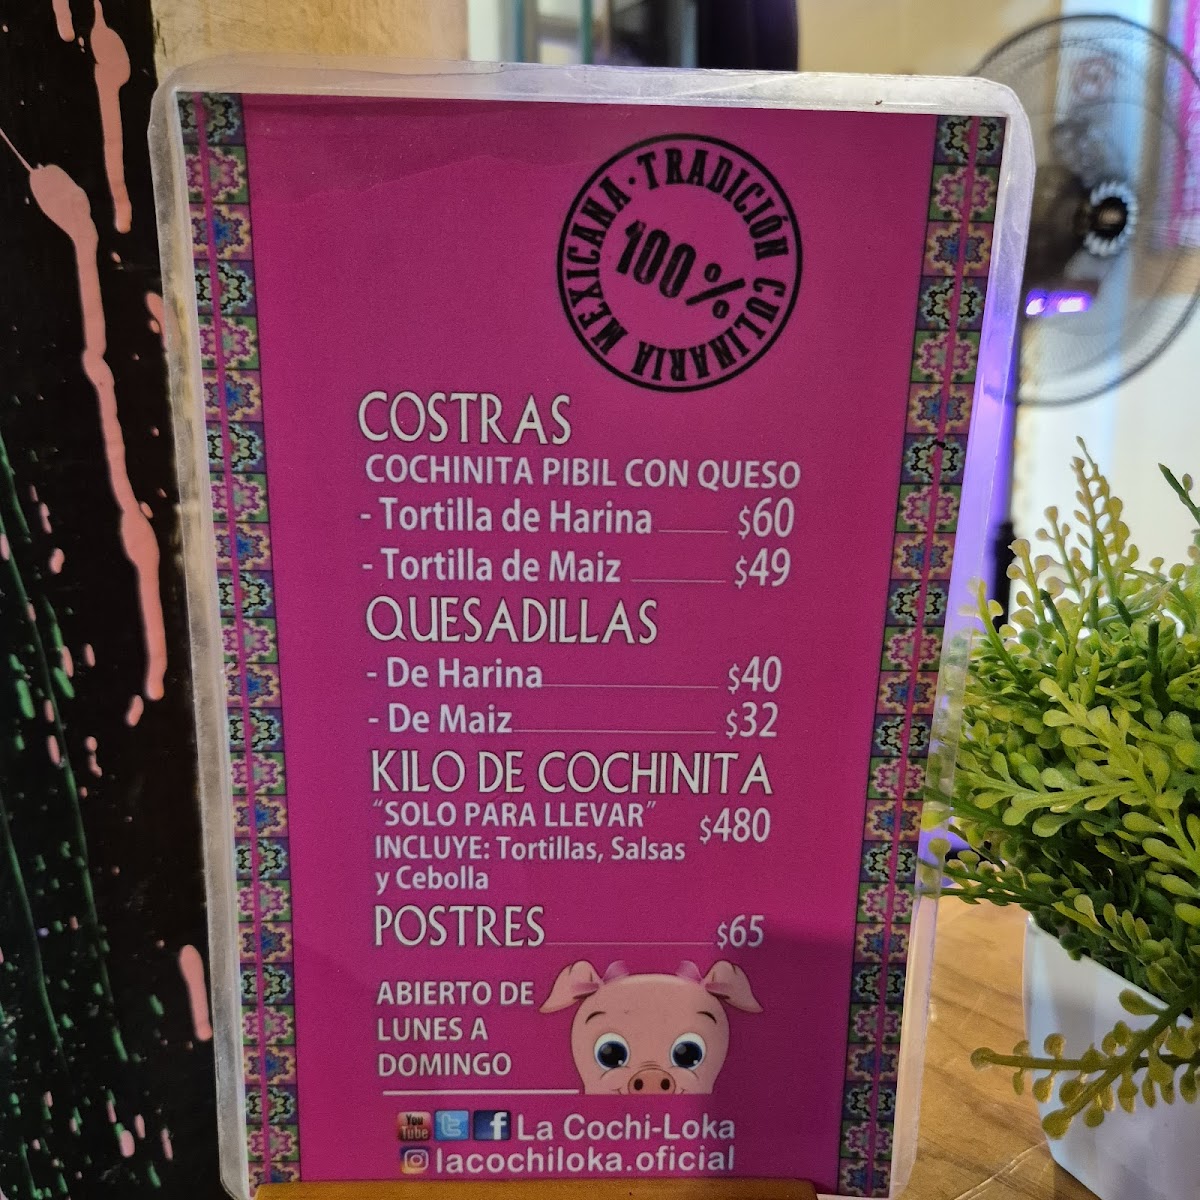 TRADICIÓN CULINARIA MEXICANA ·
100%
COSTRAS
COCHINITA PIBIL CON QUESO
- Tortilla de Harina $60
- Tortilla de Maiz $49
QUESADILLAS
- De Harina $40
- De Maiz $32
KILO DE COCHINITA
"SOLO PARA LLEVAR" $480
INCLUYE: Tortillas, Salsas
y Cebolla
POSTRES $65
ABIERTO DE
LUNES A
DOMINGO
You Tube t f La Cochi-Loka
lacochiloka.oficial